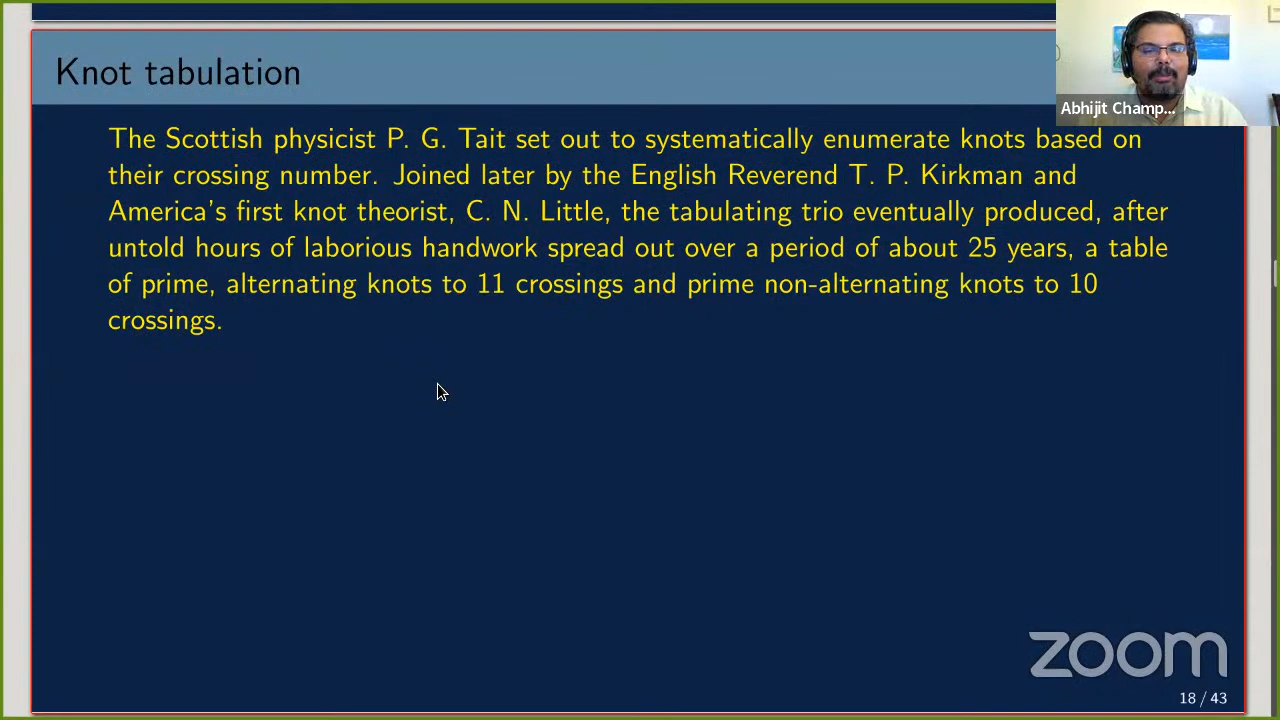 Knot tabulation
Abhijit Champ...
The Scottish physicist P. G. Tait set out to systematically enumerate knots based on
their crossing number. Joined later by the English Reverend T. P. Kirkman and
America's first knot theorist, C. N. Little, the tabulating trio eventually produced, after
untold hours of laborious handwork spread out over a period of about 25 years, a table
of prime, alternating knots to 11 crossings and prime non-alternating knots to 10
crossings.
zoom
18 / 43